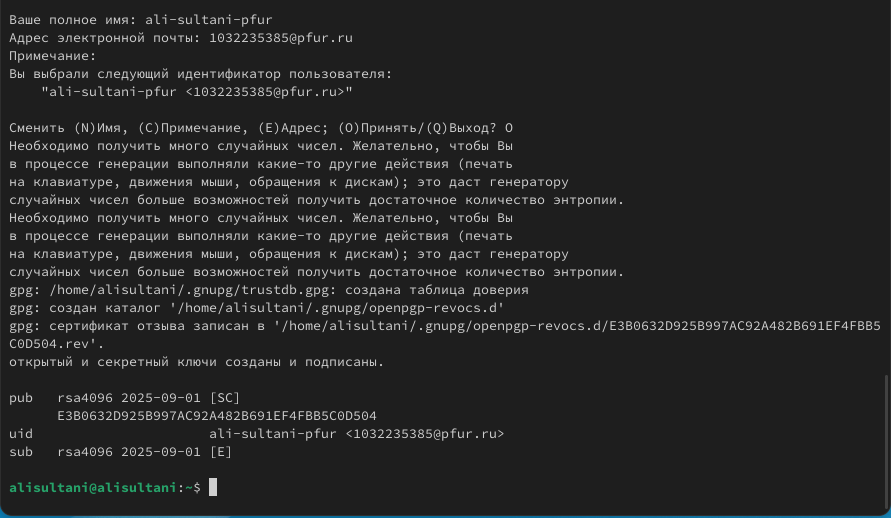 Ваше полное имя: ali-sultani-pfur
Адрес электронной почты: 1032235385@pfur.ru
Примечание:
Вы выбрали следующий идентификатор пользователя:
    "ali-sultani-pfur <1032235385@pfur.ru>"

Сменить (N)Имя, (C)Примечание, (E)Адрес; (O)Принять/(Q)Выход? O
Необходимо получить много случайных чисел. Желательно, чтобы Вы
в процессе генерации выполняли какие-то другие действия (печать
на клавиатуре, движения мыши, обращения к дискам); это даст генератору
случайных чисел больше возможностей получить достаточное количество энтропии.
Необходимо получить много случайных чисел. Желательно, чтобы Вы
в процессе генерации выполняли какие-то другие действия (печать
на клавиатуре, движения мыши, обращения к дискам); это даст генератору
случайных чисел больше возможностей получить достаточное количество энтропии.
gpg: /home/alisultani/.gnupg/trustdb.gpg: создана таблица доверия
gpg: создан каталог '/home/alisultani/.gnupg/openpgp-revocs.d'
gpg: сертификат отзыва записан в '/home/alisultani/.gnupg/openpgp-revocs.d/E3B0632D925B997AC92A482B691EF4FBB5
C0D504.rev'.
открытый и секретный ключи созданы и подписаны.

pub   rsa4096 2025-09-01 [SC]
      E3B0632D925B997AC92A482B691EF4FBB5C0D504
uid                      ali-sultani-pfur <1032235385@pfur.ru>
sub   rsa4096 2025-09-01 [E]

alisultani@alisultani:~$